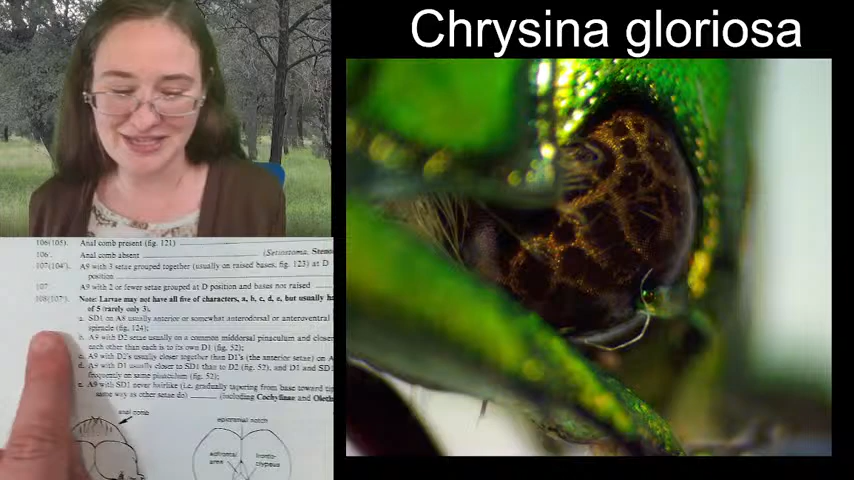 Chrysina gloriosa
106(105). Anal comb present (fig. 121)
106'. Anal comb absent (Setiostoma, Steno
107(104'). A9 with 3 setae grouped together (usually on raised bases, fig. 123) at D
position
107'. A9 with 2 or fewer setae grouped at D position and bases not raised
108(107'). Note: Larvae may not have all five of characters, a, b, c, d, e, but usually ha
of 5 (rarely only 3).
a. SD1 on A8 usually anterior or somewhat anterodorsal or anteroventral
spiracle (fig. 124);
b. A9 with D2 setae usually on a common middorsal pinaculum and closer
each other than each is to its own D1 (fig. 52);
c. A9 with D2's usually closer together than D1's (the anterior setae) on A
d. A9 with D1 usually closer to SD1 than to D2 (fig. 52), and D1 and SD1
frequently on same pinaculum (fig. 52);
e. A9 with SD1 never hairlike (i.e. gradually tapering from base toward tip
same way as other setae do) (including Cochylinae and Oleth
anal comb
epicranial notch
adfrontal
area
fronto-
clypeus